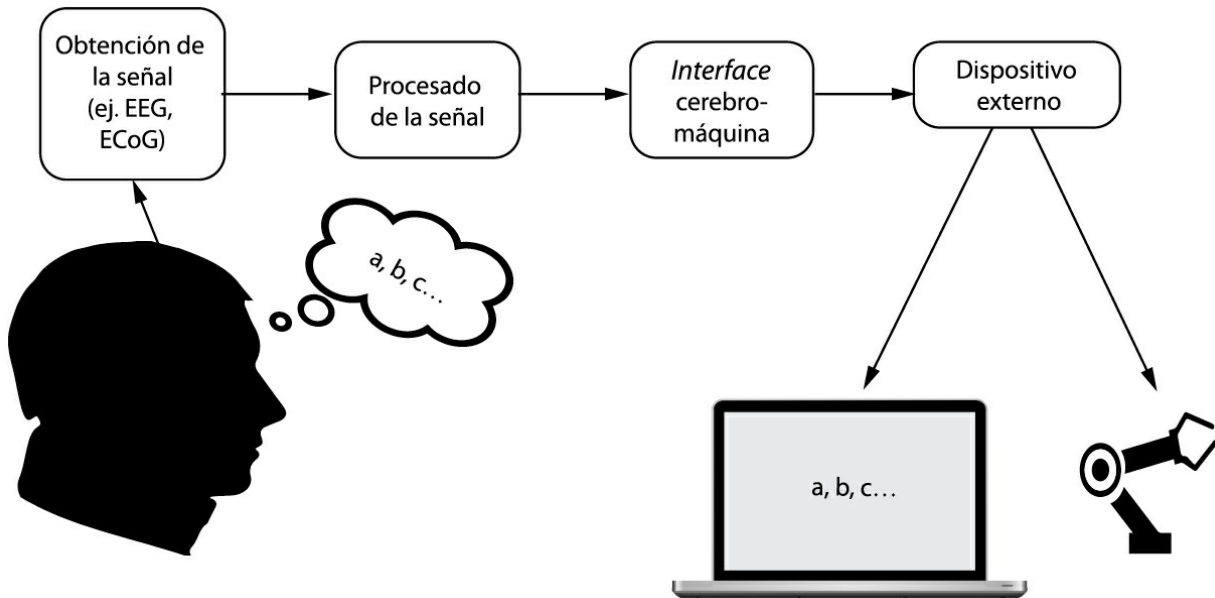 Obtención de
la señal
(ej. EEG,
ECoG)
Procesado
de la señal
Interface
cerebro-
máquina
Dispositivo
externo
a, b, c...
a, b, c...